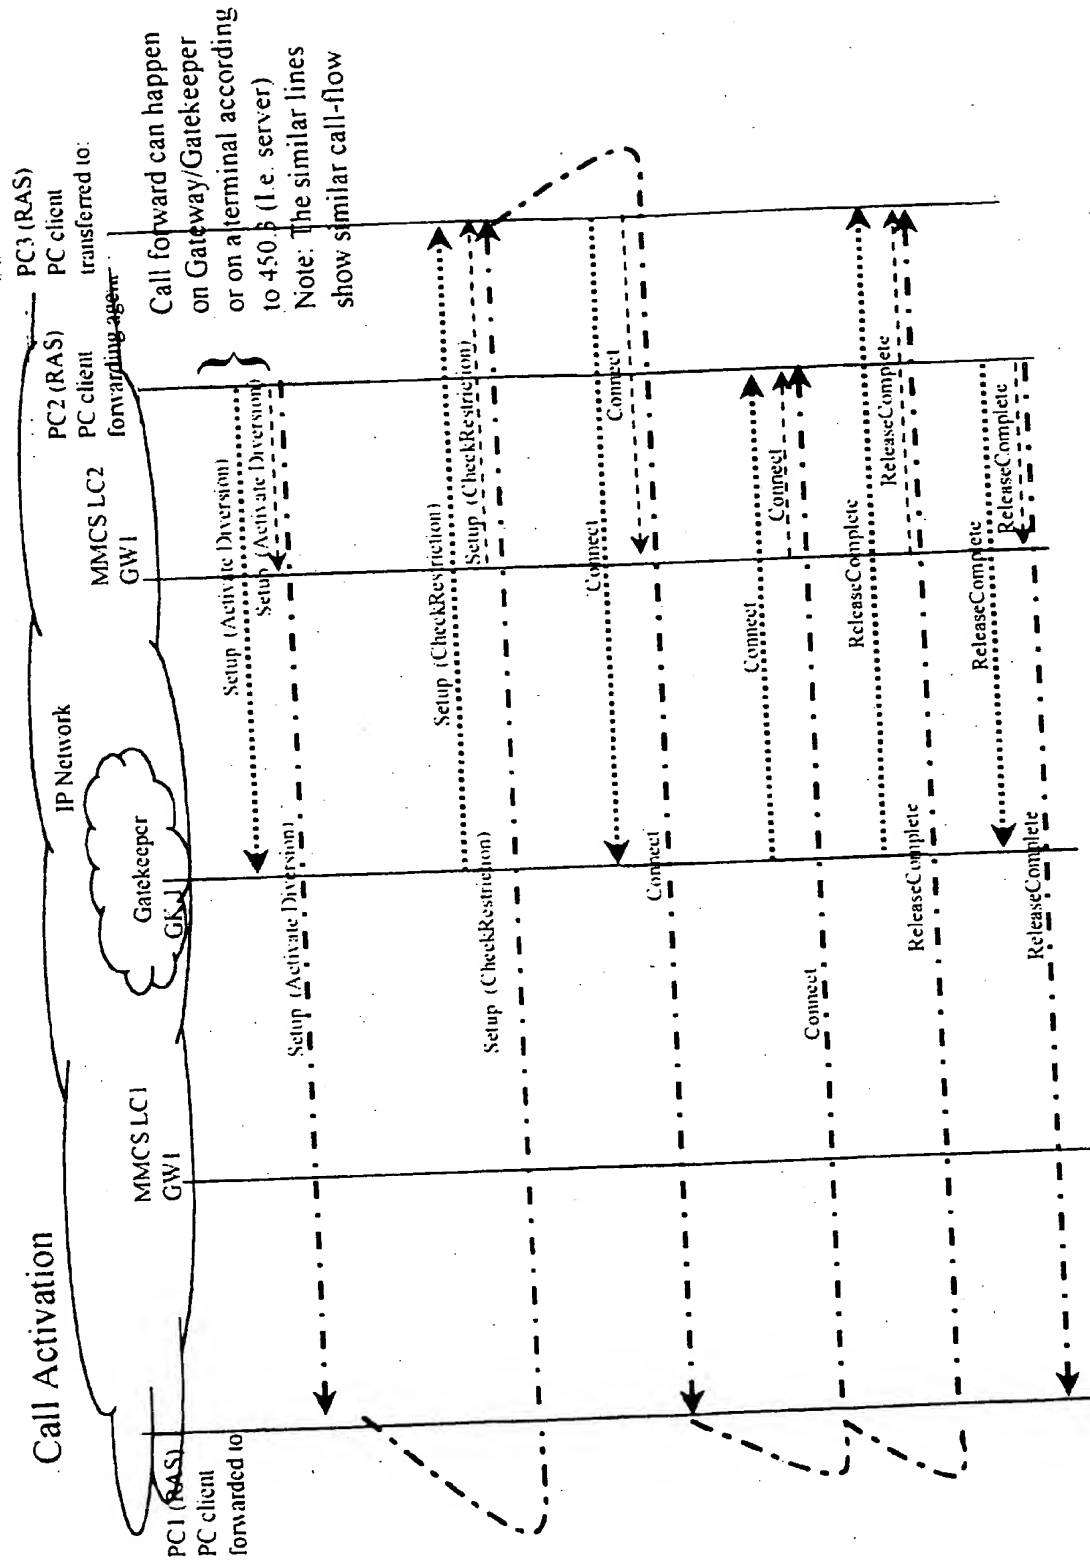 Call Activation
PC1 (RAS)
PC client
forwarded to
MMCS LC1
GW1
IP Network
Gatekeeper
GK 1
MMCS LC2
GW1
PC2 (RAS)
PC client
forwarding agent
PC3 (RAS)
PC client
transferred to:
Call forward can happen
on Gateway/Gatekeeper
or on a terminal according
to 450.3 (I.e. server)
Note: The similar lines
show similar call-flow
Setup (Activate Diversion)
Setup (Activate Diversion)
Setup (Activate Diversion)
Setup (CheckRestriction)
Setup (CheckRestriction)
Setup (CheckRestriction)
Connect
Connect
Connect
Connect
Connect
Connect
ReleaseComplete
ReleaseComplete
ReleaseComplete
ReleaseComplete
ReleaseComplete
ReleaseComplete